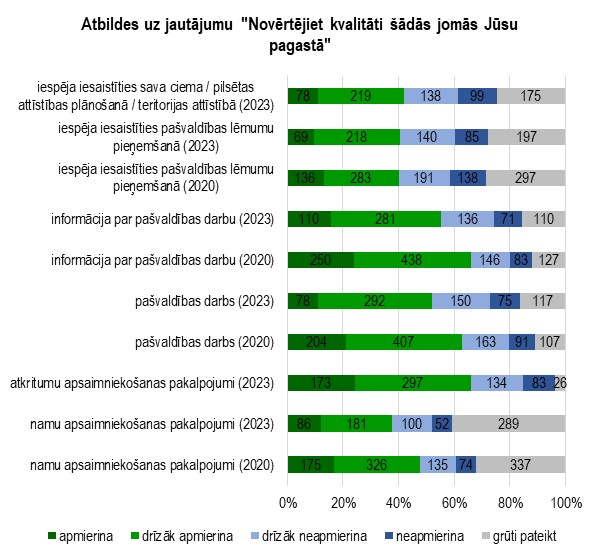 Atbildes uz jautājumu "Novērtējiet kvalitāti šādās jomās Jūsu
pagastā"
iespēja iesaistīties sava ciema / pilsētas
attīstības plānošanā / teritorijas attīstībā (2023)
78 219 138 99 175
iespēja iesaistīties pašvaldības lēmumu
pieņemšanā (2023)
69 218 140 85 197
iespēja iesaistīties pašvaldības lēmumu
pieņemšanā (2020)
136 283 191 138 297
informācija par pašvaldības darbu (2023) 110 281 136 71 110
informācija par pašvaldības darbu (2020) 250 438 146 83 127
pašvaldības darbs (2023) 78 292 150 75 117
pašvaldības darbs (2020) 204 407 163 91 107
atkritumu apsaimniekošanas pakalpojumi (2023) 173 297 134 83 26
namu apsaimniekošanas pakalpojumi (2023) 86 181 100 52 289
namu apsaimniekošanas pakalpojumi (2020) 175 326 135 74 337
0% 20% 40% 60% 80% 100%
apmierina drīzāk apmierina drīzāk neapmierina neapmierina grūti pateikt